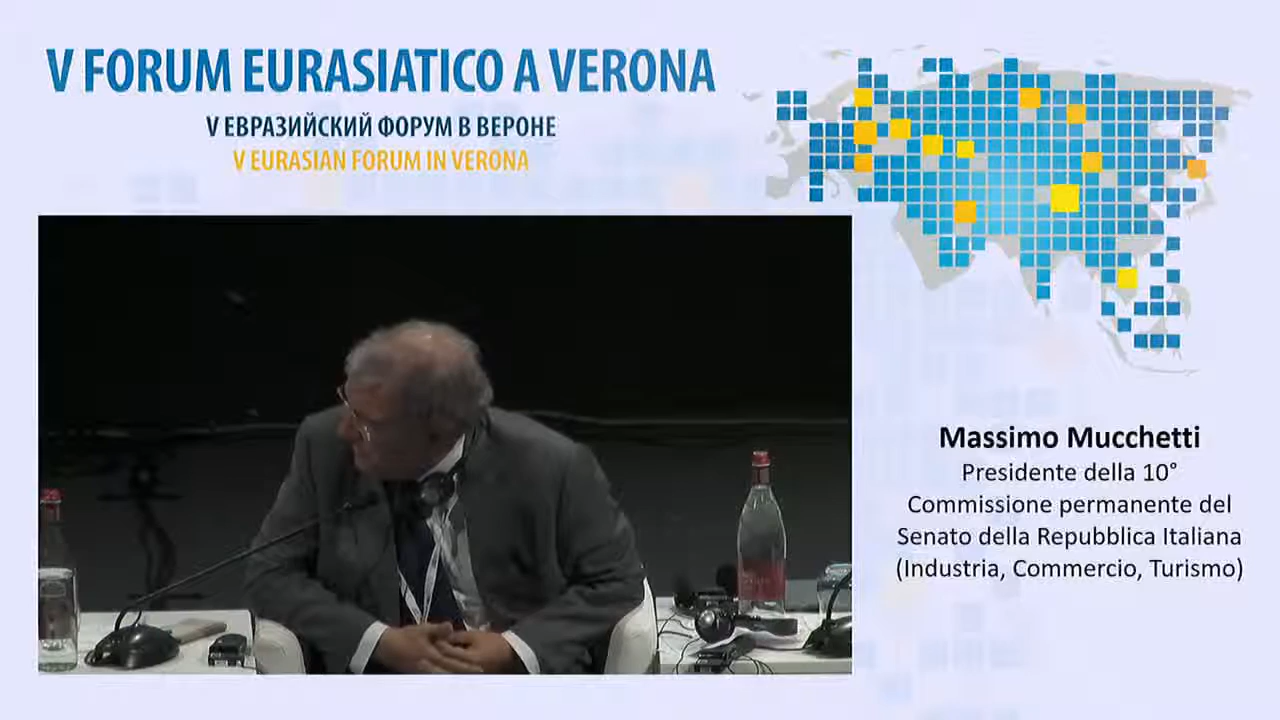 V FORUM EURASIATICO A VERONA
V ЕВРАЗИЙСКИЙ ФОРУМ В ВЕРОНЕ
V EURASIAN FORUM IN VERONA
Massimo Mucchetti
Presidente della 10°
Commissione permanente del
Senato della Repubblica Italiana
(Industria, Commercio, Turismo)